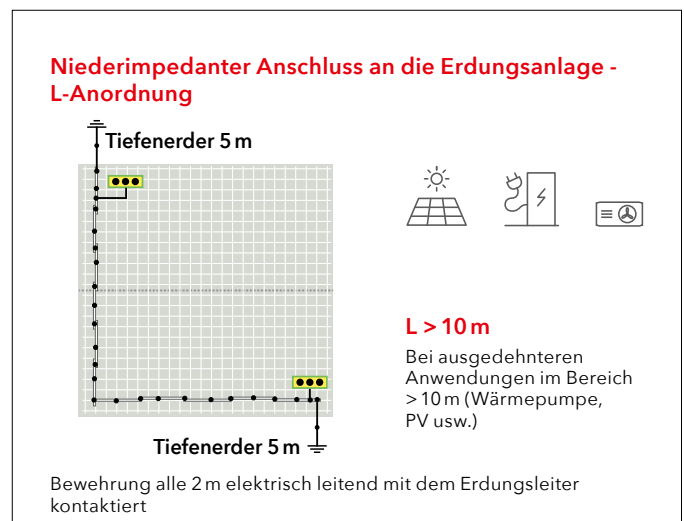 Niederimpedanter Anschluss an die Erdungsanlage -
L-Anordnung
Tiefenerder 5 m
L > 10 m
Bei ausgedehnteren
Anwendungen im Bereich
> 10 m (Wärmepumpe,
PV usw.)
Tiefenerder 5 m
Bewehrung alle 2 m elektrisch leitend mit dem Erdungsleiter
kontaktiert